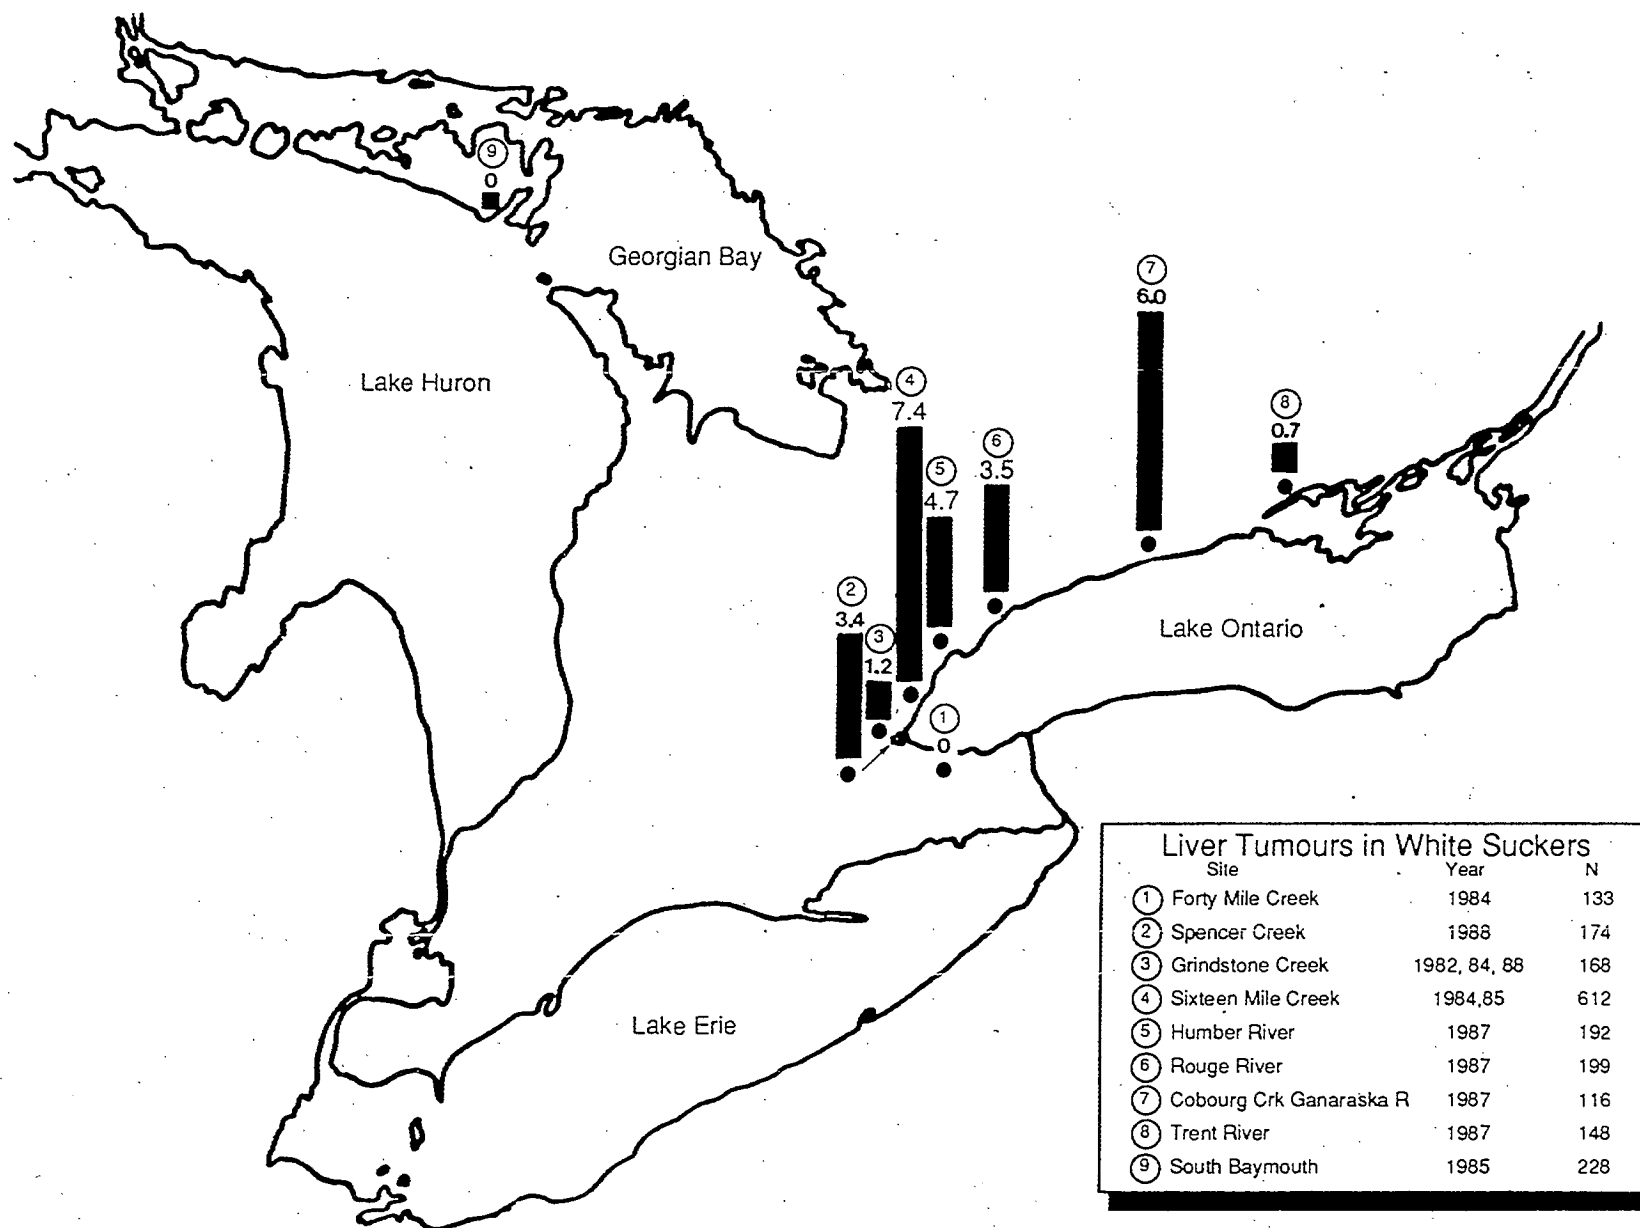 9
0
Georgian Bay
7
6.0
Lake Huron
4
7.4
8
0.7
6
3.5
5
4.7
2
3.4
3
1.2
Lake Ontario
1
0
Lake Erie
Liver Tumours in White Suckers
Site Year N
1 Forty Mile Creek 1984 133
2 Spencer Creek 1988 174
3 Grindstone Creek 1982, 84, 88 168
4 Sixteen Mile Creek 1984,85 612
5 Humber River 1987 192
6 Rouge River 1987 199
7 Cobourg Crk Ganaraska R 1987 116
8 Trent River 1987 148
9 South Baymouth 1985 228